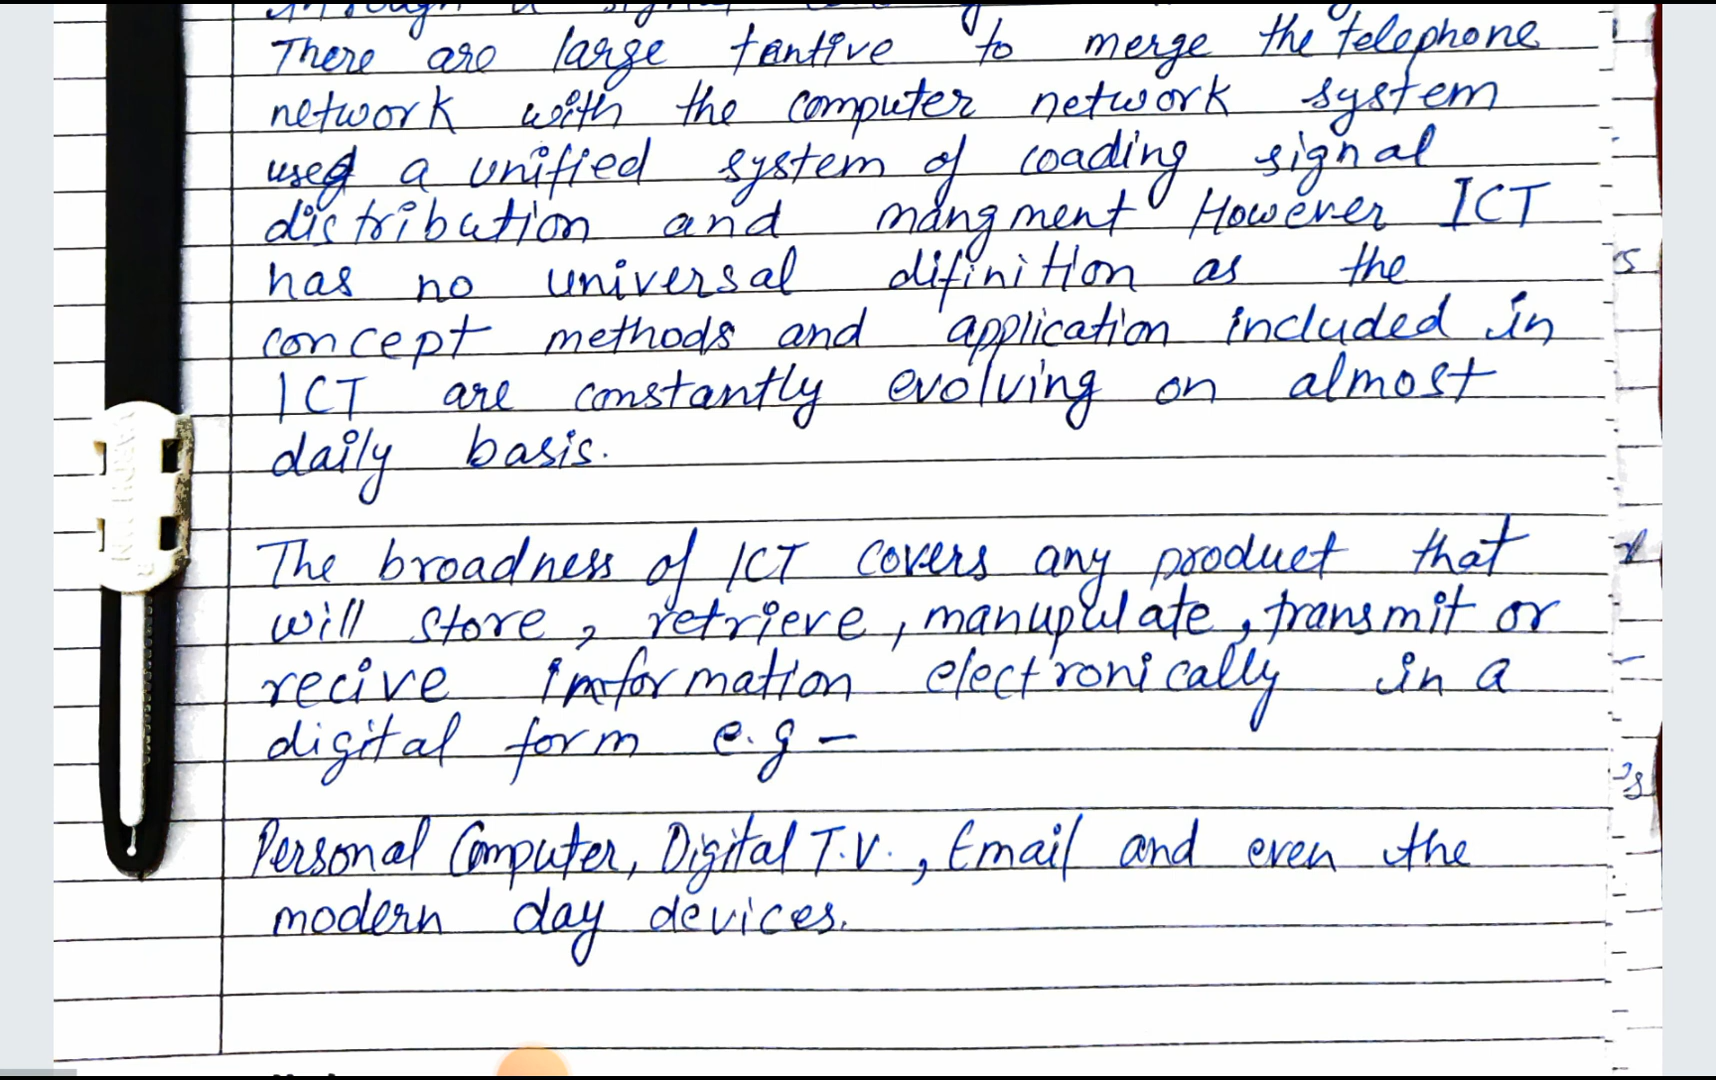 through a
There are large tantive to merge the telephone
network with the computer network system
used a unified system of coading signal
distribution and mangment However ICT
has no universal difinition as the
concept methods and application included in
ICT are constantly evolving on almost
daily basis.
The broadness of ICT covers any product that
will store, retrieve, manupulate, transmit or
recive imformation electronically in a
digital form e.g -
Personal Computer, Digital T.V., Email and even the
modern day devices.